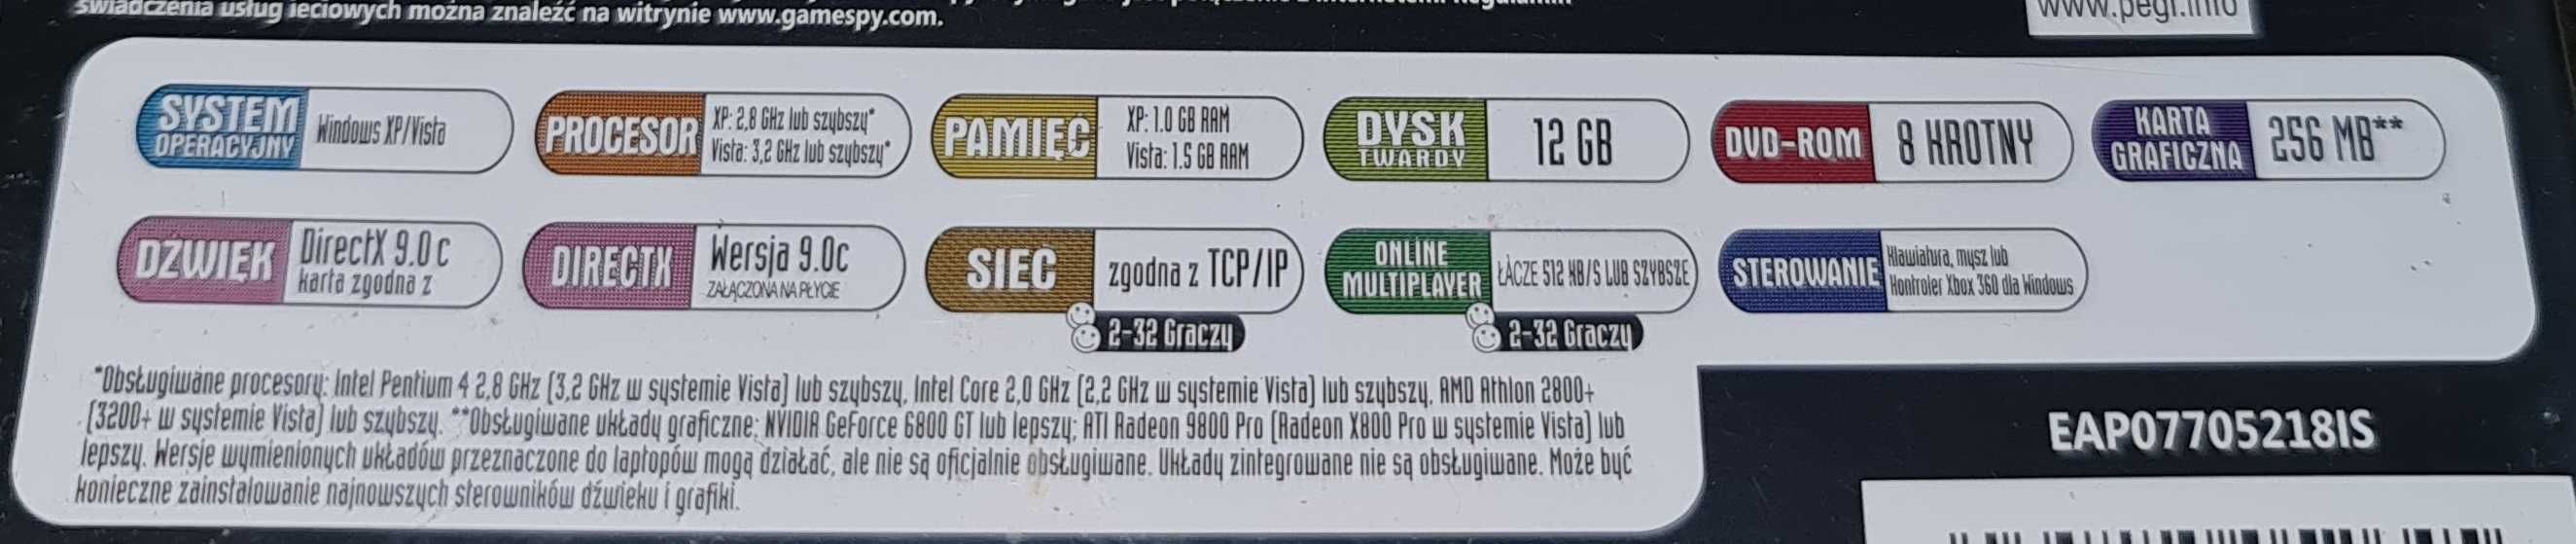 świadczenia usług sieciowych można znaleźć na witrynie www.gamespy.com.
www.pegi.info
SYSTEM
OPERACYJNY
Windows XP/Vista
PROCESOR
XP: 2,8 GHz lub szybszy*
Vista: 3,2 GHz lub szybszy*
PAMIĘĆ
XP: 1.0 GB RAM
Vista: 1.5 GB RAM
DYSK
TWARDY
12 GB
DVD-ROM
8 KROTNY
KARTA
GRAFICZNA
256 MB**
DŹWIĘK
DirectX 9.0c
karta zgodna z
DIRECTX
Wersja 9.0c
ZAŁĄCZONA NA PŁYCIE
SIEĆ
zgodna z TCP/IP
2-32 Graczy
ONLINE
MULTIPLAYER
ŁĄCZE 512 KB/S LUB SZYBSZE
2-32 Graczy
STEROWANIE
Klawiatura, mysz lub
Kontroler Xbox 360 dla Windows
*Obsługiwane procesory: Intel Pentium 4 2,8 GHz (3,2 GHz w systemie Vista) lub szybszy, Intel Core 2,0 GHz (2,2 GHz w systemie Vista) lub szybszy, AMD Athlon 2800+
(3200+ w systemie Vista) lub szybszy. **Obsługiwane układy graficzne: NVIDIA GeForce 6800 GT lub lepszy; ATI Radeon 9800 Pro (Radeon X800 Pro w systemie Vista) lub
lepszy. Wersje wymienionych układów przeznaczone do laptopów mogą działać, ale nie są oficjalnie obsługiwane. Układy zintegrowane nie są obsługiwane. Może być
konieczne zainstalowanie najnowszych sterowników dźwieku i grafiki.
EAP07705218IS